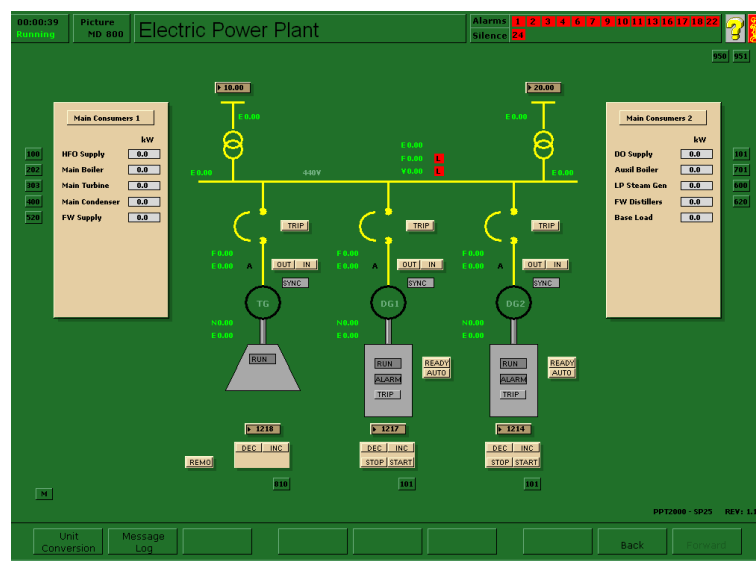 00:00:39 Picture Electric Power Plant Alarms 1 2 3 4 6 7 9 10 11 13 16 17 18 22
Running MD 800 Silence 24
950 951
10.00 20.00
E 0.00 E 0.00
Main Consumers 1 Main Consumers 2
kW kW
E 0.00
100 HFO Supply 0.0 F 0.00 L DO Supply 0.0 101
202 Main Boiler 0.0 E 0.00 440V V 0.00 L E 0.00 Auxil Boiler 0.0 701
303 Main Turbine 0.0 LP Steam Gen 0.0 600
400 Main Condenser 0.0 FW Distillers 0.0 620
520 FW Supply 0.0 Base Load 0.0
TRIP TRIP TRIP
F 0.00 F 0.00 F 0.00
E 0.00 A OUT IN E 0.00 A OUT IN E 0.00 A OUT IN
SYNC SYNC SYNC
TG DG1 DG2
N0.00 N0.00 N0.00
E 0.00 E 0.00 E 0.00
RUN RUN READY RUN READY
ALARM AUTO ALARM AUTO
TRIP TRIP
1218 1217 1214
DEC INC DEC INC DEC INC
REMO STOP START STOP START
810 101 101
M
PPT2000 - SP25 REV: 1.1
Unit Message
Conversion Log Back Forward